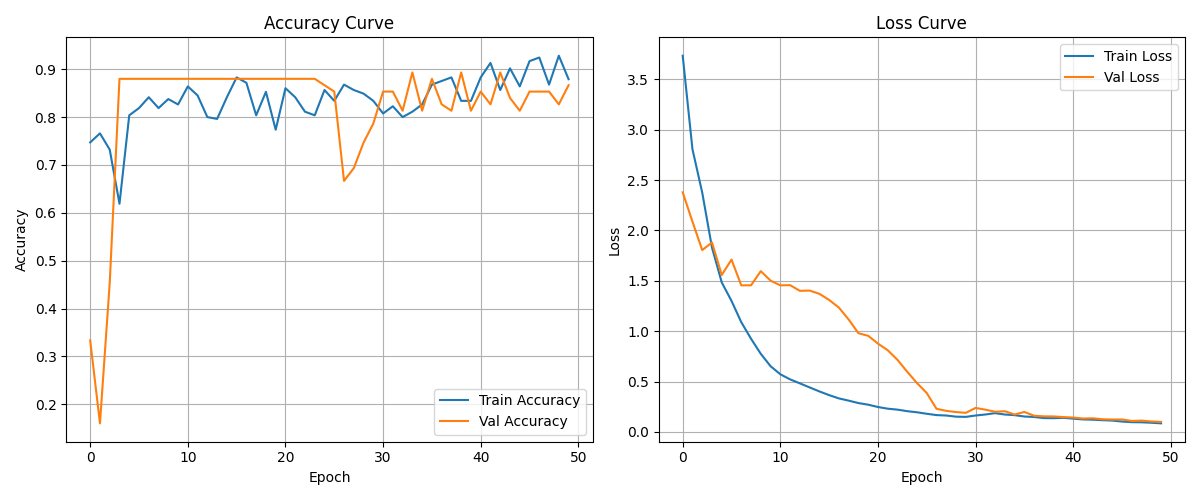 Accuracy Curve
Accuracy
0.9
0.8
0.7
0.6
0.5
0.4
0.3
0.2
0 10 20 30 40 50
Epoch
Train Accuracy
Val Accuracy
Loss Curve
Loss
3.5
3.0
2.5
2.0
1.5
1.0
0.5
0.0
0 10 20 30 40 50
Epoch
Train Loss
Val Loss